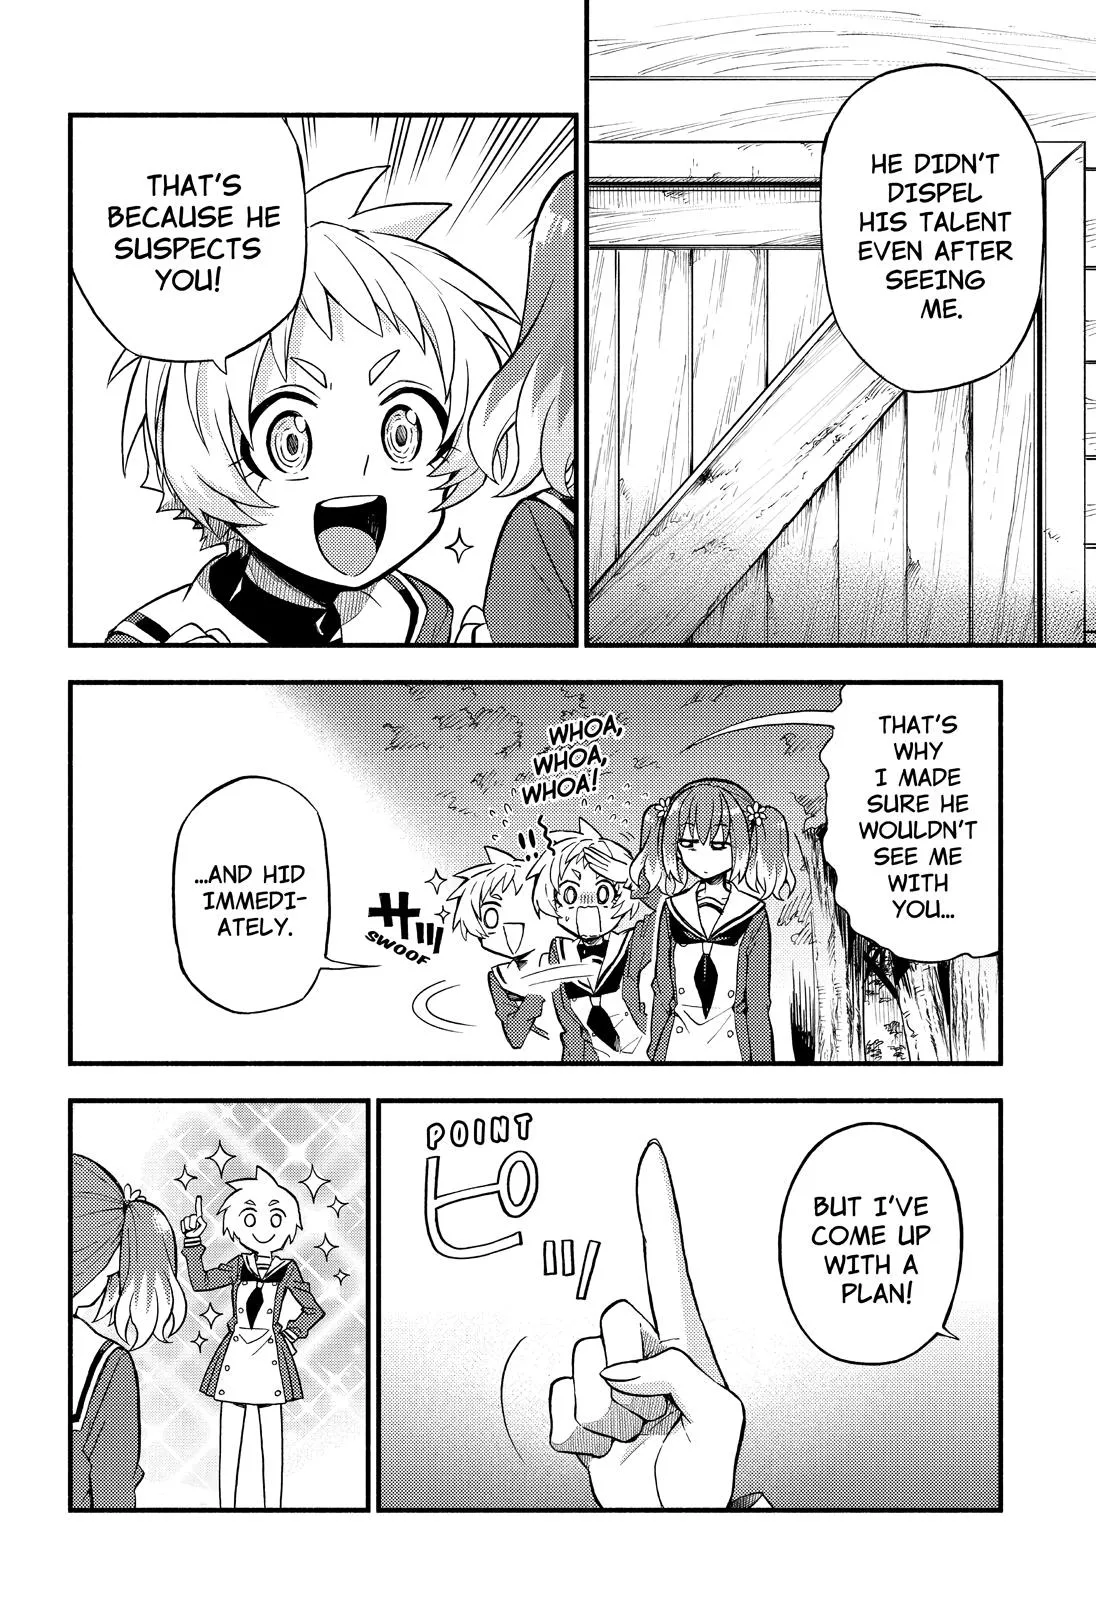 HE DIDN'T
DISPEL
HIS TALENT
EVEN AFTER
SEEING
ME.
THAT'S
BECAUSE HE
SUSPECTS
YOU!
THAT'S
WHY
I MADE
SURE HE
WOULDN'T
SEE ME
WITH
YOU...
WHOA,
WHOA,
WHOA!
!!
サッ
SWOOF
...AND HID
IMMEDI-
ATELY.
BUT I'VE
COME UP
WITH A
PLAN!
POINT
ピッ